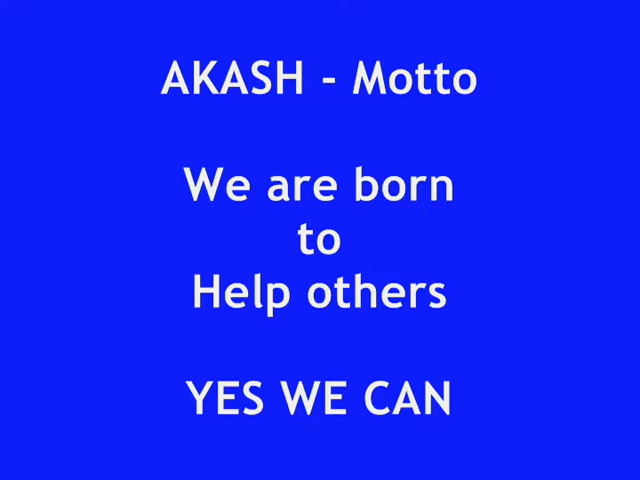 AKASH - Motto
We are born
to
Help others
YES WE CAN